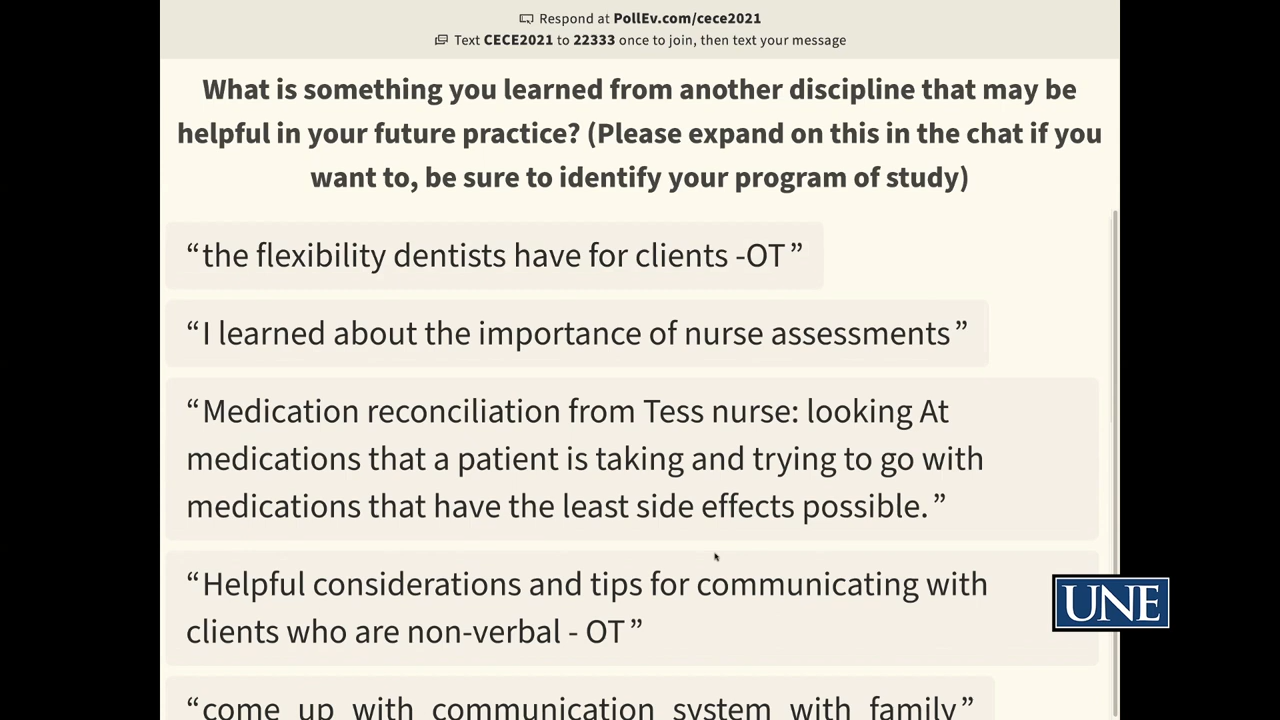 Respond at PollEv.com/cece2021
Text CECE2021 to 22333 once to join, then text your message
What is something you learned from another discipline that may be
helpful in your future practice? (Please expand on this in the chat if you
want to, be sure to identify your program of study)
“the flexibility dentists have for clients -OT”
“I learned about the importance of nurse assessments”
“Medication reconciliation from Tess nurse: looking At
medications that a patient is taking and trying to go with
medications that have the least side effects possible.”
“Helpful considerations and tips for communicating with
clients who are non-verbal - OT”
UNE
“come up with communication system with family”